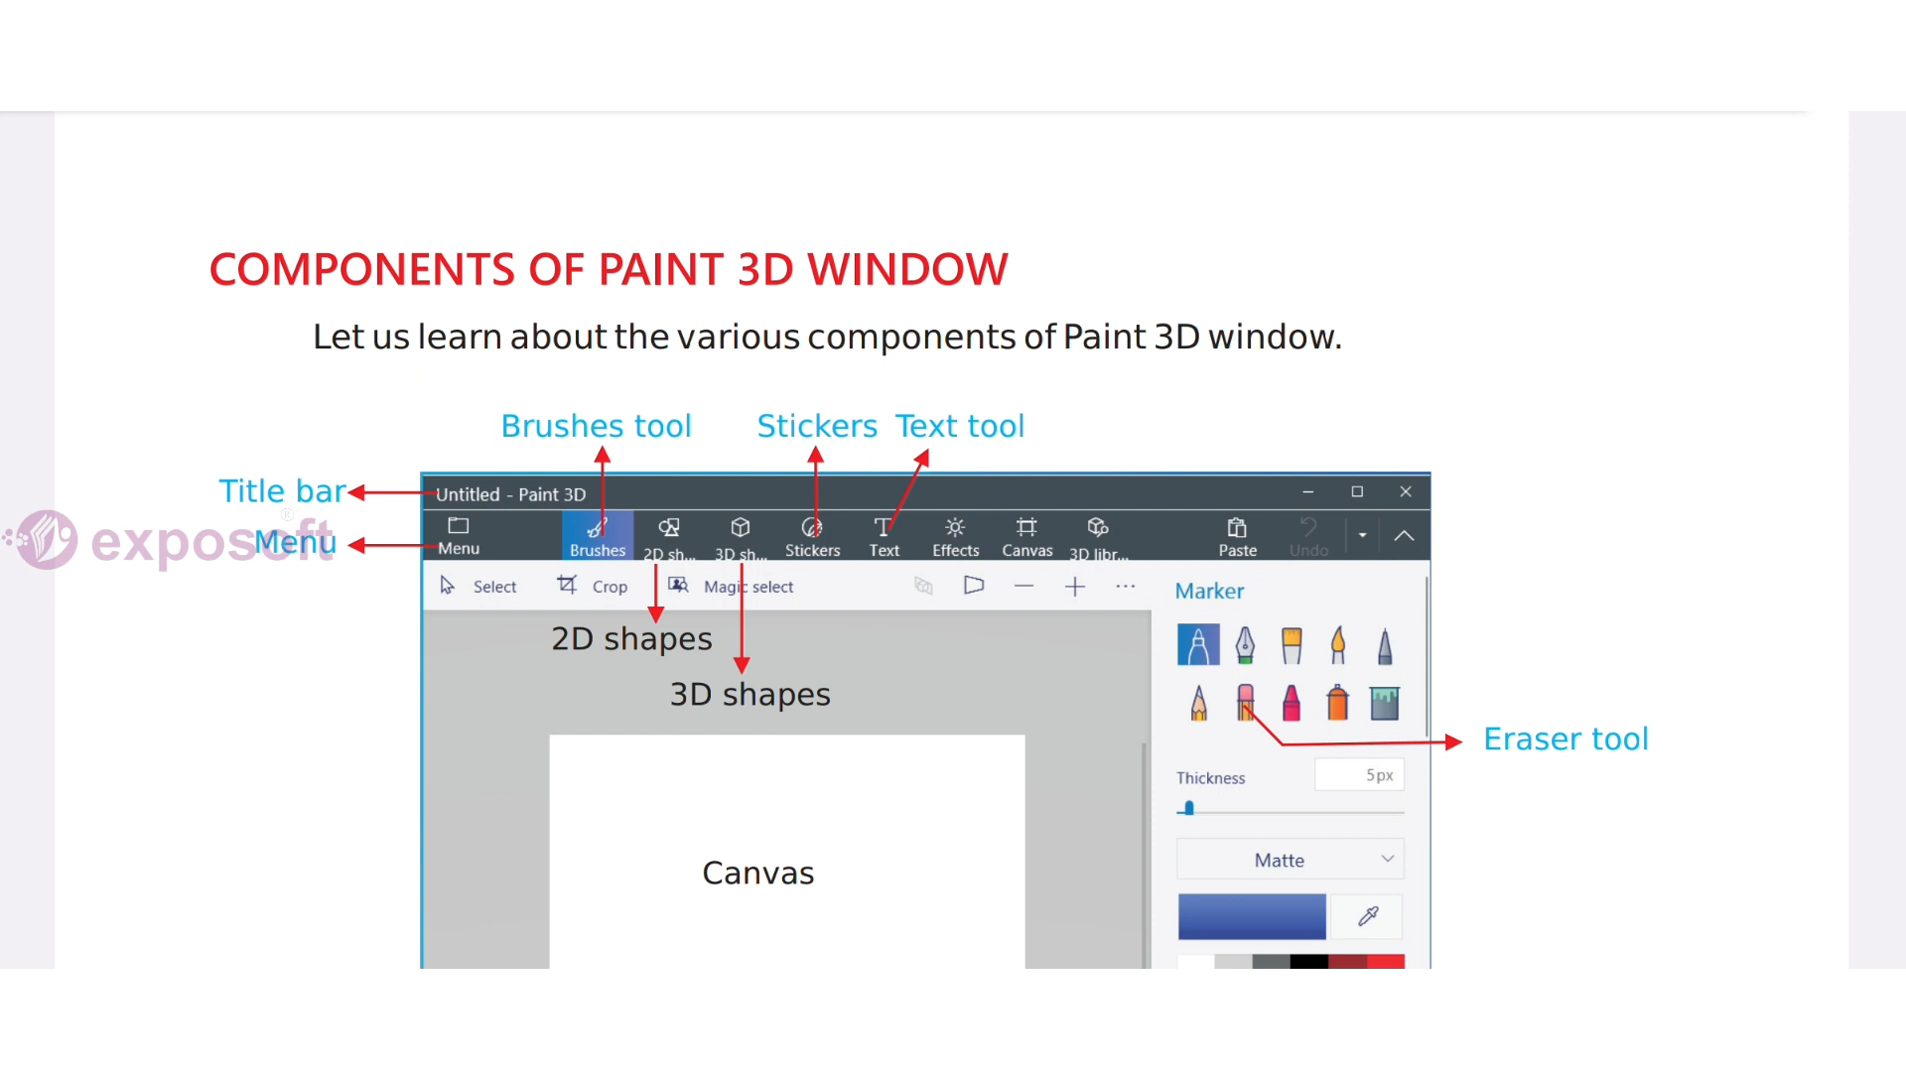 COMPONENTS OF PAINT 3D WINDOW
Let us learn about the various components of Paint 3D window.
Brushes tool Stickers Text tool
Title bar
Untitled - Paint 3D
exposoft
®
Menu
Menu Brushes 2D sh... 3D sh... Stickers Text Effects Canvas 3D libr... Paste Undo
Select Crop Magic select
Marker
2D shapes
3D shapes
Eraser tool
Thickness 5px
Matte
Canvas